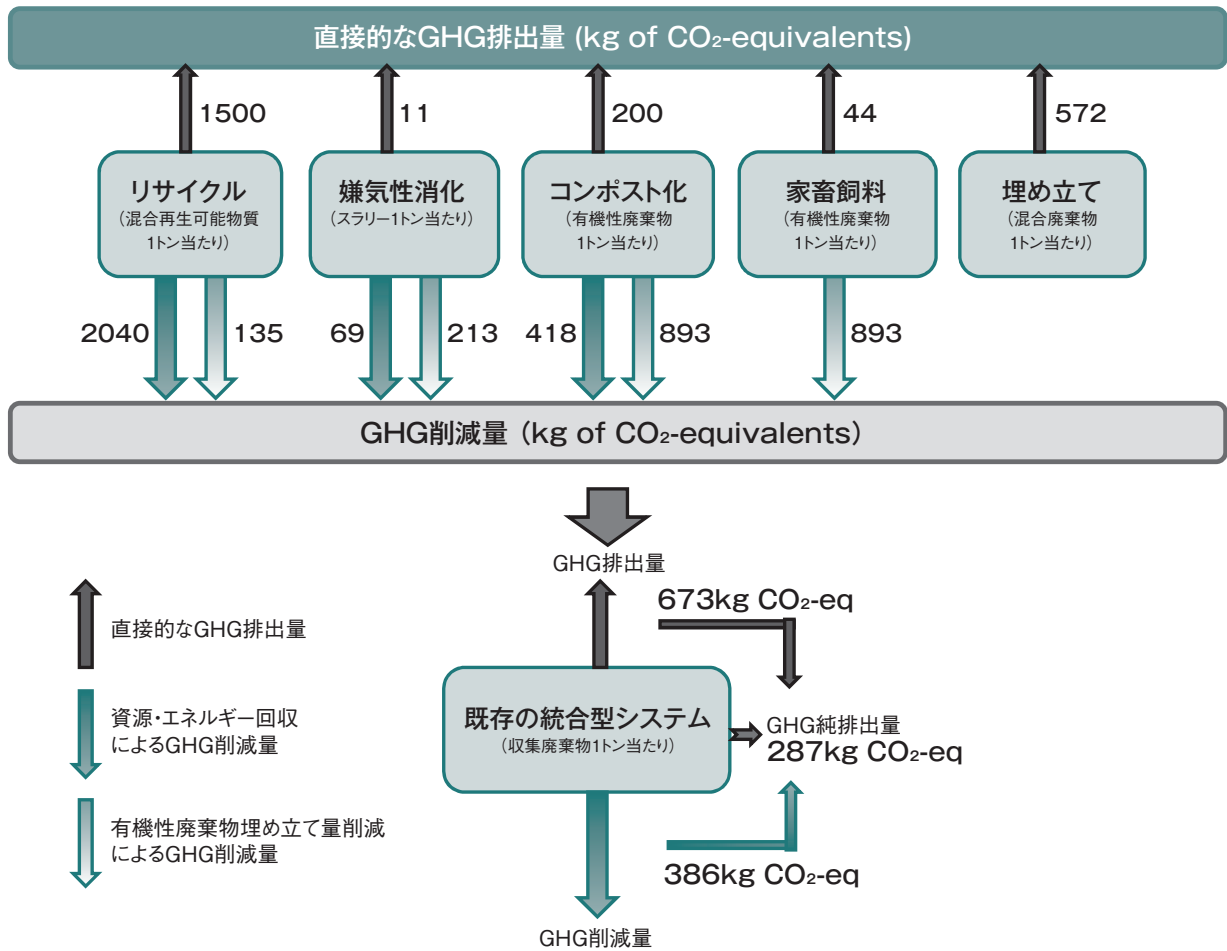 直接的なGHG排出量 (kg of CO₂-equivalents)
1500
11
200
44
572
リサイクル
(混合再生可能物質
1トン当たり)
嫌気性消化
(スラリー1トン当たり)
コンポスト化
(有機性廃棄物
1トン当たり)
家畜飼料
(有機性廃棄物
1トン当たり)
埋め立て
(混合廃棄物
1トン当たり)
2040
135
69
213
418
893
893
GHG削減量 (kg of CO₂-equivalents)
GHG排出量
673kg CO₂-eq
直接的なGHG排出量
資源・エネルギー回収
によるGHG削減量
有機性廃棄物埋め立て量削減
によるGHG削減量
既存の統合型システム
(収集廃棄物1トン当たり)
GHG純排出量
287kg CO₂-eq
386kg CO₂-eq
GHG削減量